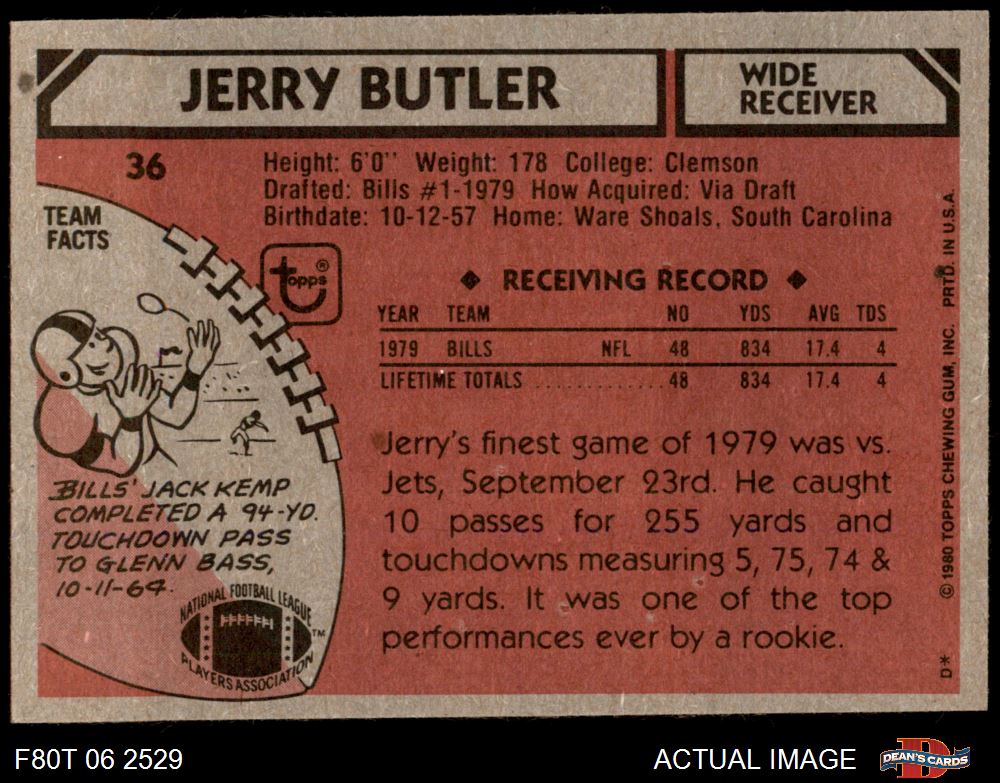 JERRY BUTLER
WIDE
RECEIVER
36
Height: 6'0'' Weight: 178 College: Clemson
Drafted: Bills #1-1979 How Acquired: Via Draft
Birthdate: 10-12-57 Home: Ware Shoals, South Carolina
TEAM
FACTS
topps®
◆ RECEIVING RECORD ◆
YEAR TEAM NO YDS AVG TDS
1979 BILLS NFL 48 834 17.4 4
LIFETIME TOTALS ............. 48 834 17.4 4
Jerry's finest game of 1979 was vs.
Jets, September 23rd. He caught
10 passes for 255 yards and
touchdowns measuring 5, 75, 74 &
9 yards. It was one of the top
performances ever by a rookie.
BILLS' JACK KEMP
COMPLETED A 94-YD.
TOUCHDOWN PASS
TO GLENN BASS,
10-11-64.
NATIONAL FOOTBALL LEAGUE
PLAYERS ASSOCIATION
TM
D* © 1980 TOPPS CHEWING GUM, INC. PRTD. IN U.S.A.
F80T 06 2529
ACTUAL IMAGE
DEAN'S CARDS